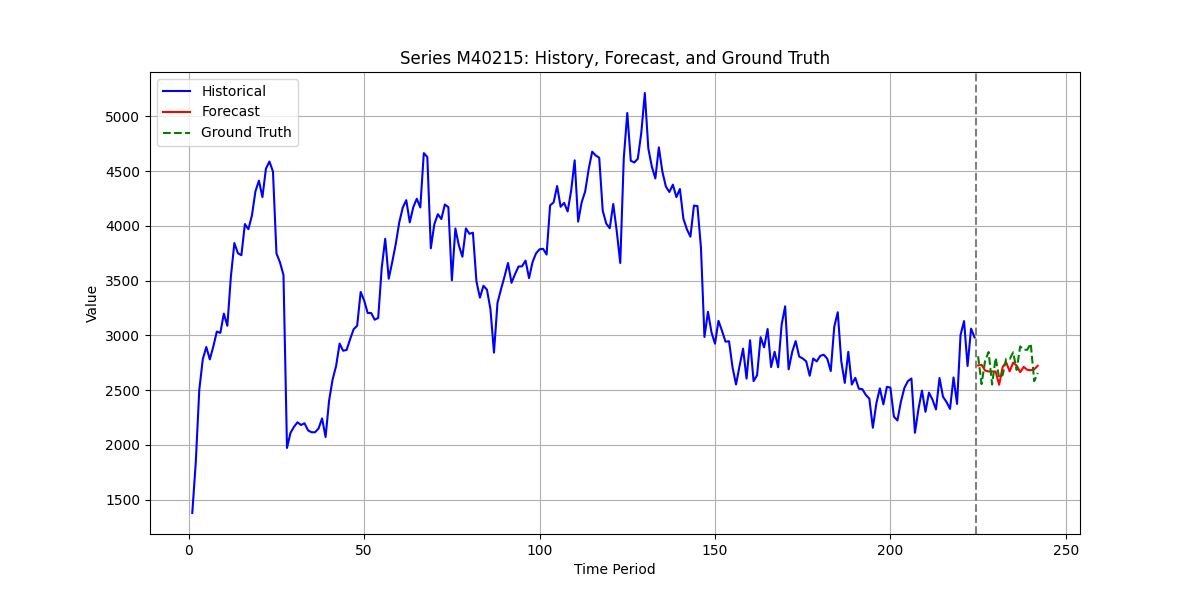 Series M40215: History, Forecast, and Ground Truth
Historical
Forecast
Ground Truth
Value
5000
4500
4000
3500
3000
2500
2000
1500
0 50 100 150 200 250
Time Period